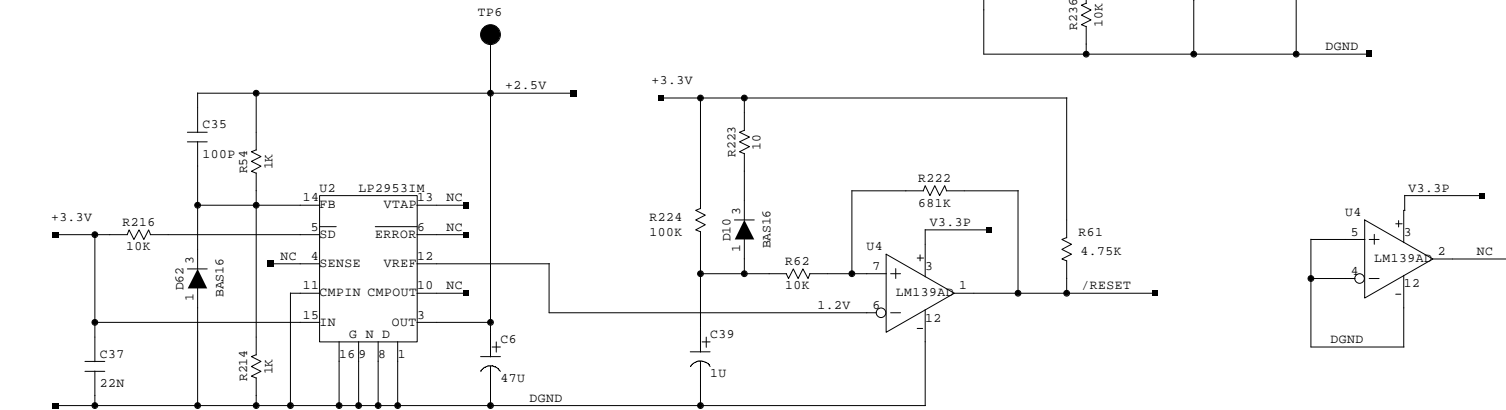 TP6
R236
10K
DGND
+2.5V
+3.3V
C35
100P
R54
1K
R223
10
U2 LP2953IM
14 FB VTAP 13 NC
R222
681K
V3.3P
+3.3V
R216
10K
5 SD ERROR 6 NC
R224
100K
D10
3
1
BAS16
V3.3P
U4
R61
4.75K
U4
5 + 3
+
NC 4 SENSE VREF 12
D62
3
1
BAS16
R62
10K
7 + 3
+
LM139AD 1
/RESET
LM139AD 2 NC
4 − 12
−
11 CMPIN CMPOUT 10 NC
1.2V 6 − 12
−
15 IN OUT 3
G N D
16 9 8 1
C37
22N
R214
1K
+ C6
47U
+ C39
1U
DGND
DGND